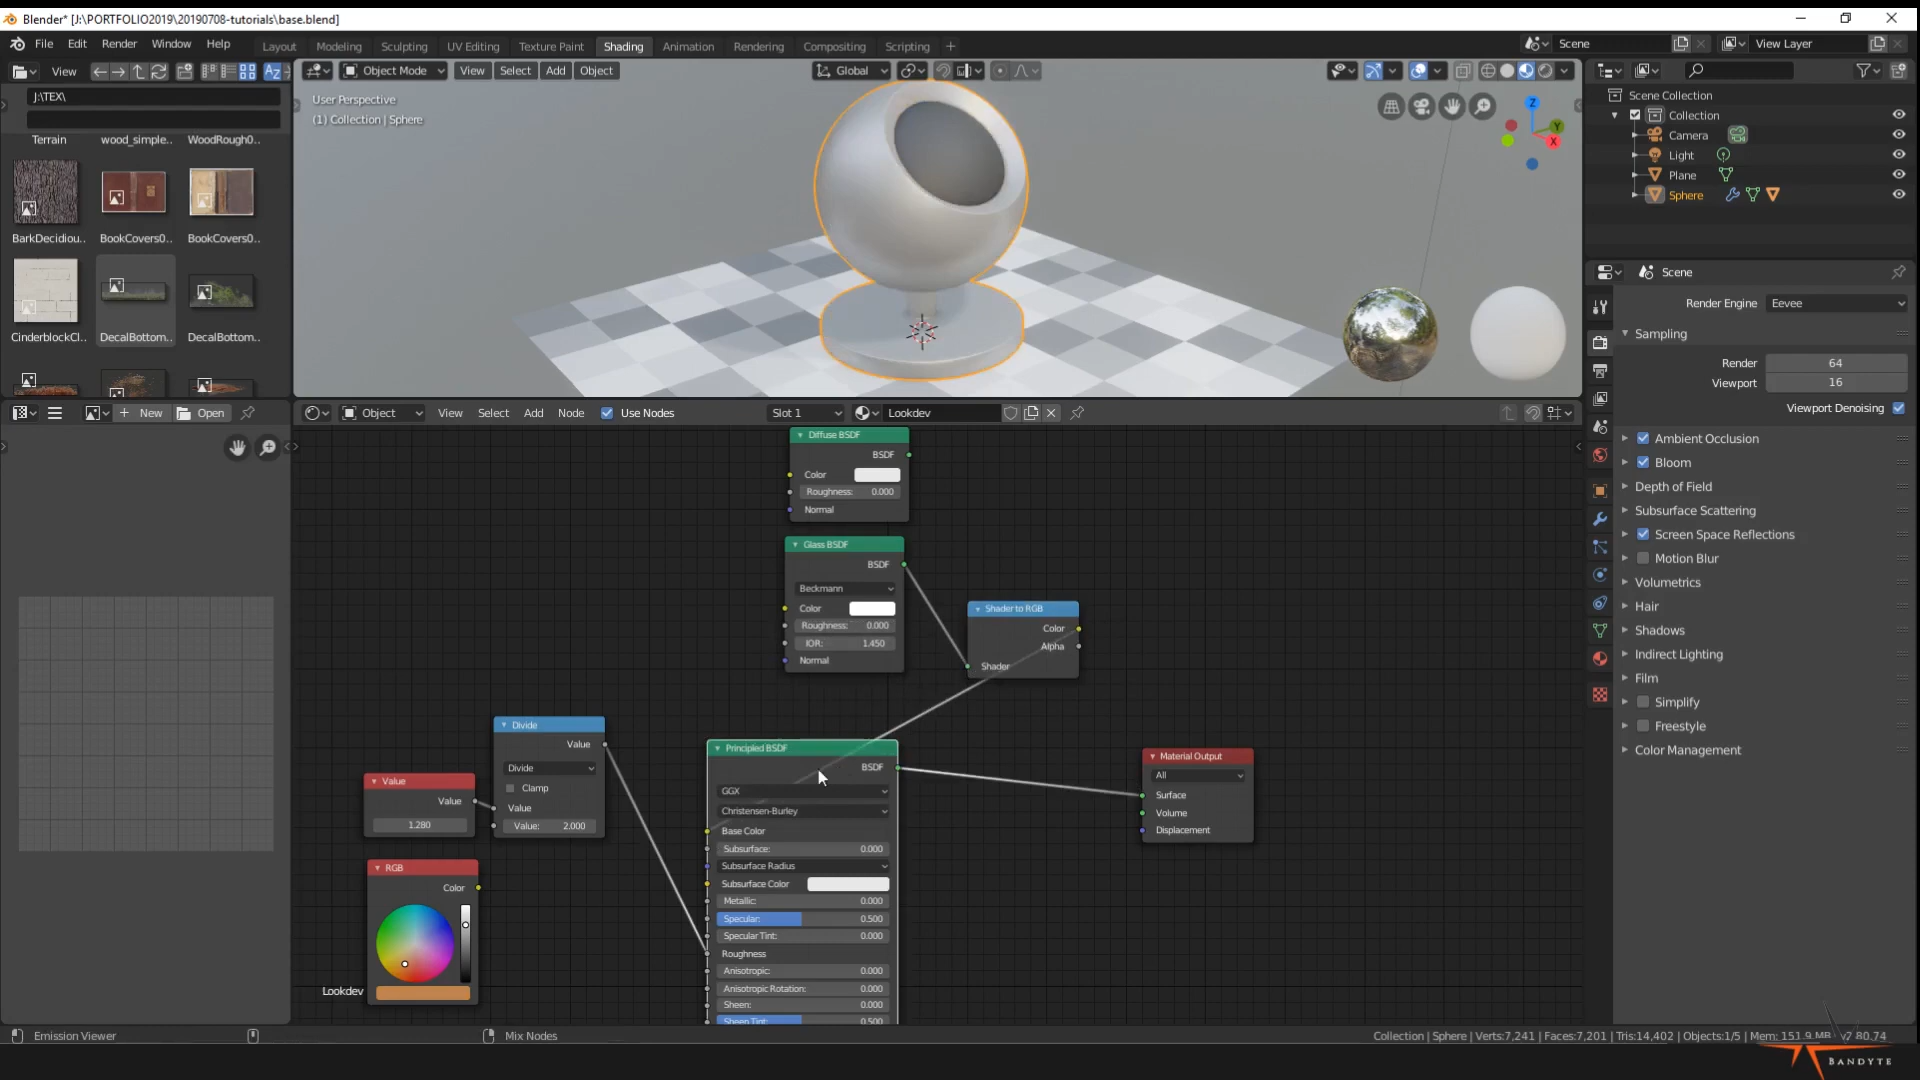 Blender* [J:\PORTFOLIO2019\20190708-tutorials\base.blend]
File Edit Render Window Help Layout Modeling Sculpting UV Editing Texture Paint Shading Animation Rendering Compositing Scripting + Scene View Layer
View Object Mode View Select Add Object Global
J:\TEX\
User Perspective
(1) Collection | Sphere
Terrain wood_simple.. WoodRough0..
BarkDecidiou.. BookCovers0.. BookCovers0..
CinderblockCl.. DecalBottom.. DecalBottom..
Z
Y
X
Scene Collection
Collection
Camera
Light
Plane
Sphere
Scene
Render Engine Eevee
Sampling
Render 64
Viewport 16
Viewport Denoising
Ambient Occlusion
Bloom
Depth of Field
Subsurface Scattering
Screen Space Reflections
Motion Blur
Volumetrics
Hair
Shadows
Indirect Lighting
Film
Simplify
Freestyle
Color Management
+ New Open
Object View Select Add Node Use Nodes Slot 1 Lookdev
Diffuse BSDF
BSDF
Color
Roughness: 0.000
Normal
Glass BSDF
BSDF
Beckmann
Color
Roughness: 0.000
IOR: 1.450
Normal
Shader to RGB
Color
Alpha
Shader
Divide
Value
Divide
Clamp
Value
Value: 2.000
Value
Value
1.280
RGB
Color
Principled BSDF
BSDF
GGX
Christensen-Burley
Base Color
Subsurface: 0.000
Subsurface Radius
Subsurface Color
Metallic: 0.000
Specular: 0.500
Specular Tint: 0.000
Roughness
Anisotropic: 0.000
Anisotropic Rotation: 0.000
Sheen: 0.000
Sheen Tint: 0.500
Material Output
All
Surface
Volume
Displacement
Lookdev
Emission Viewer Mix Nodes Collection | Sphere | Verts:7,241 | Faces:7,201 | Tris:14,402 | Objects:1/5 | Mem: 151.9 MB
BANDYTE